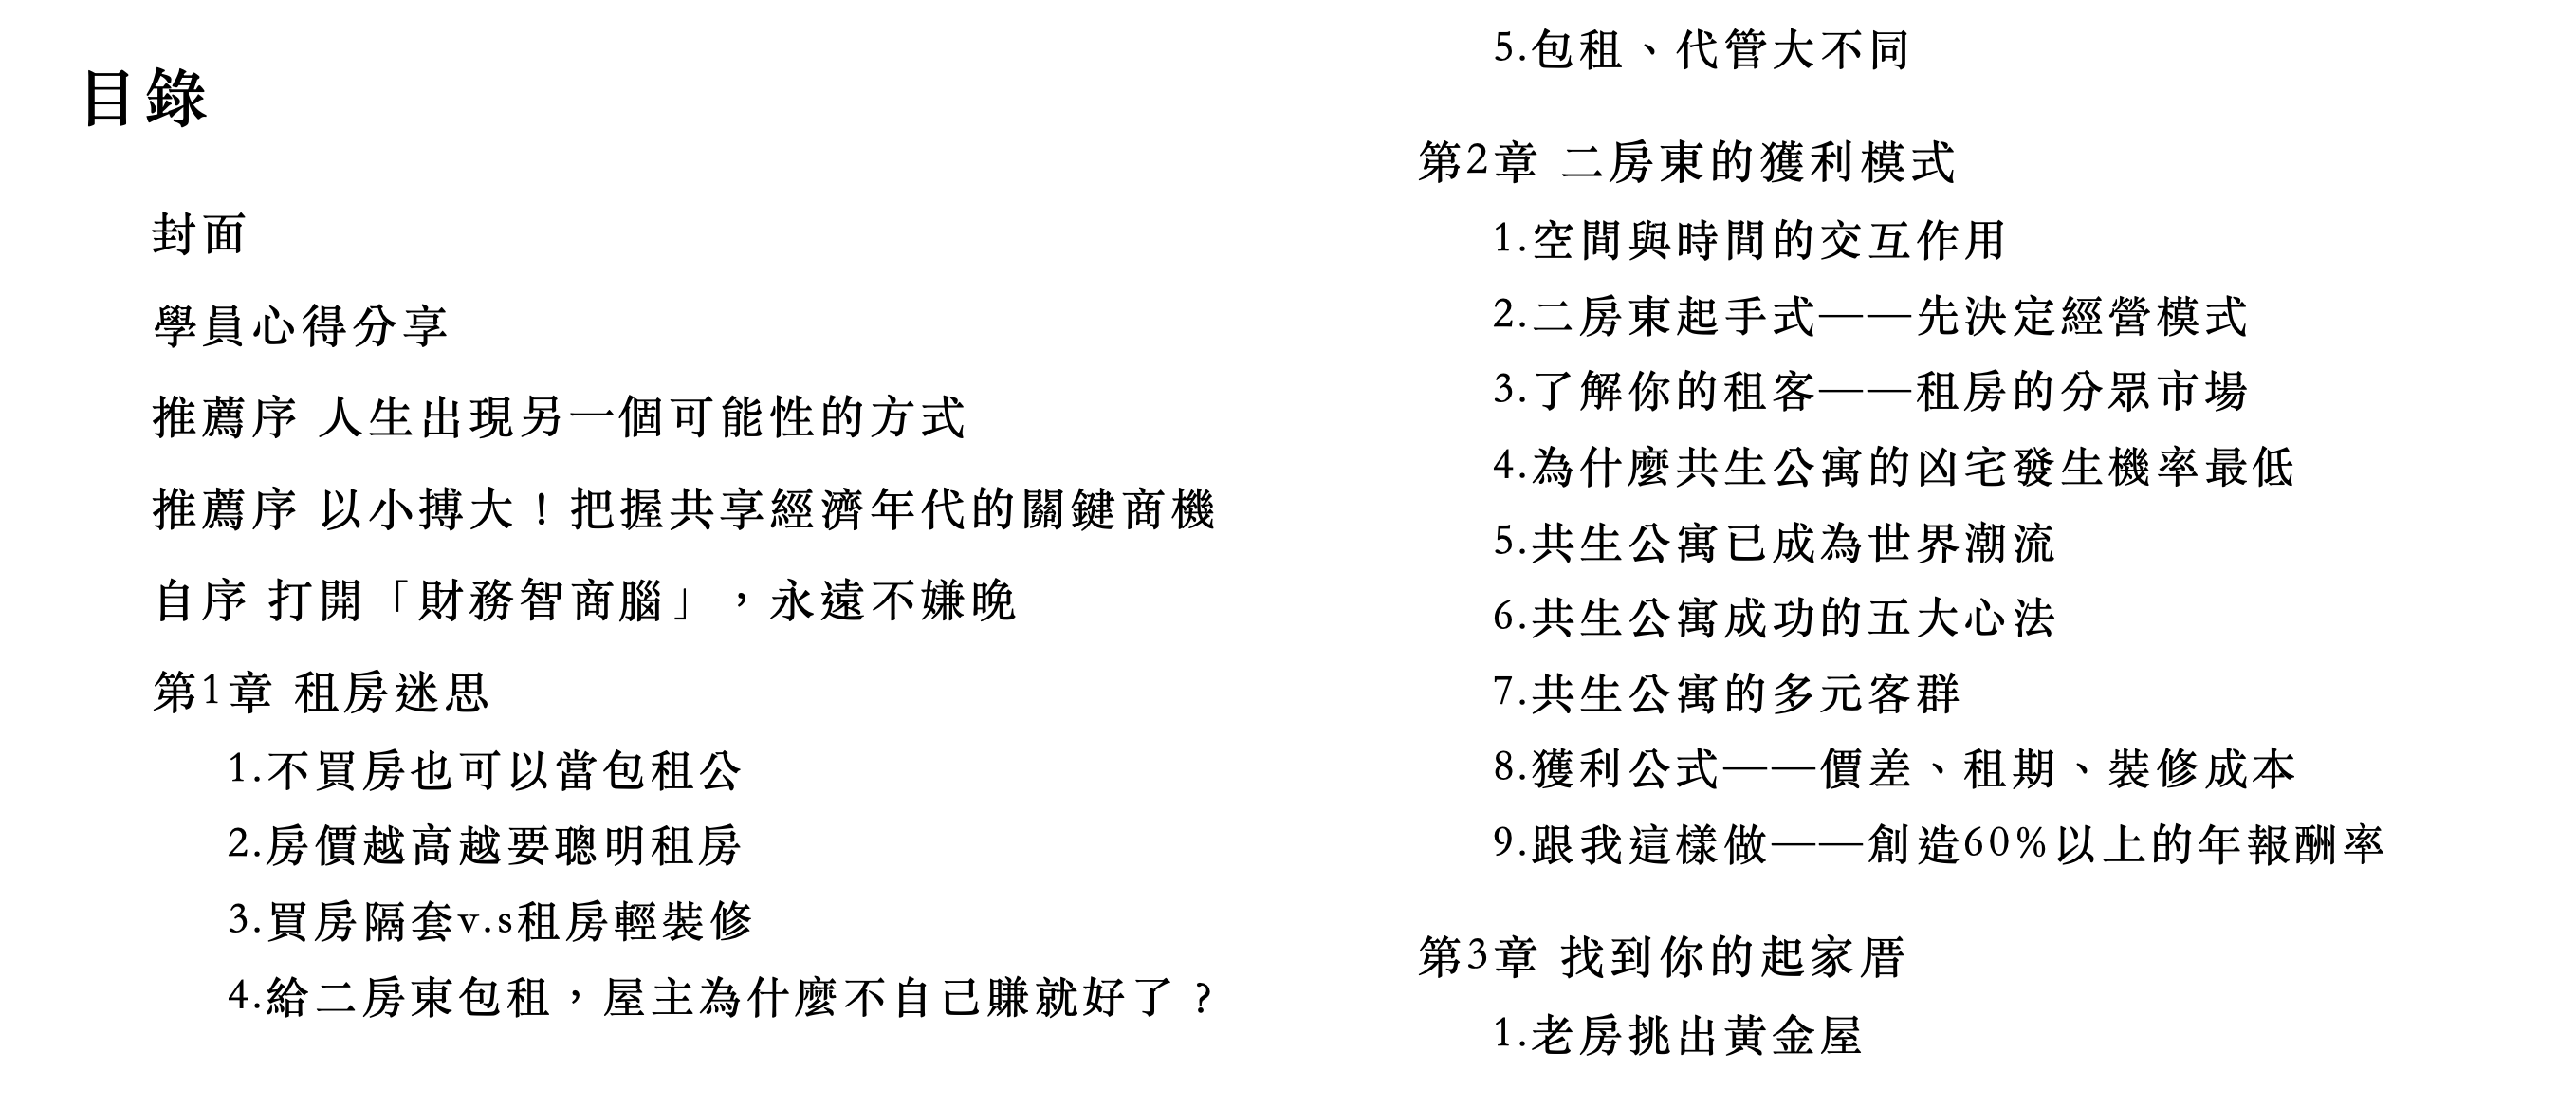 目錄
封面
學員心得分享
推薦序 人生出現另一個可能性的方式
推薦序 以小搏大！把握共享經濟年代的關鍵商機
自序 打開「財務智商腦」，永遠不嫌晚
第1章 租房迷思
1.不買房也可以當包租公
2.房價越高越要聰明租房
3.買房隔套v.s租房輕裝修
4.給二房東包租，屋主為什麼不自己賺就好了？
5.包租、代管大不同
第2章 二房東的獲利模式
1.空間與時間的交互作用
2.二房東起手式——先決定經營模式
3.了解你的租客——租房的分眾市場
4.為什麼共生公寓的凶宅發生機率最低
5.共生公寓已成為世界潮流
6.共生公寓成功的五大心法
7.共生公寓的多元客群
8.獲利公式——價差、租期、裝修成本
9.跟我這樣做——創造60%以上的年報酬率
第3章 找到你的起家厝
1.老房挑出黃金屋